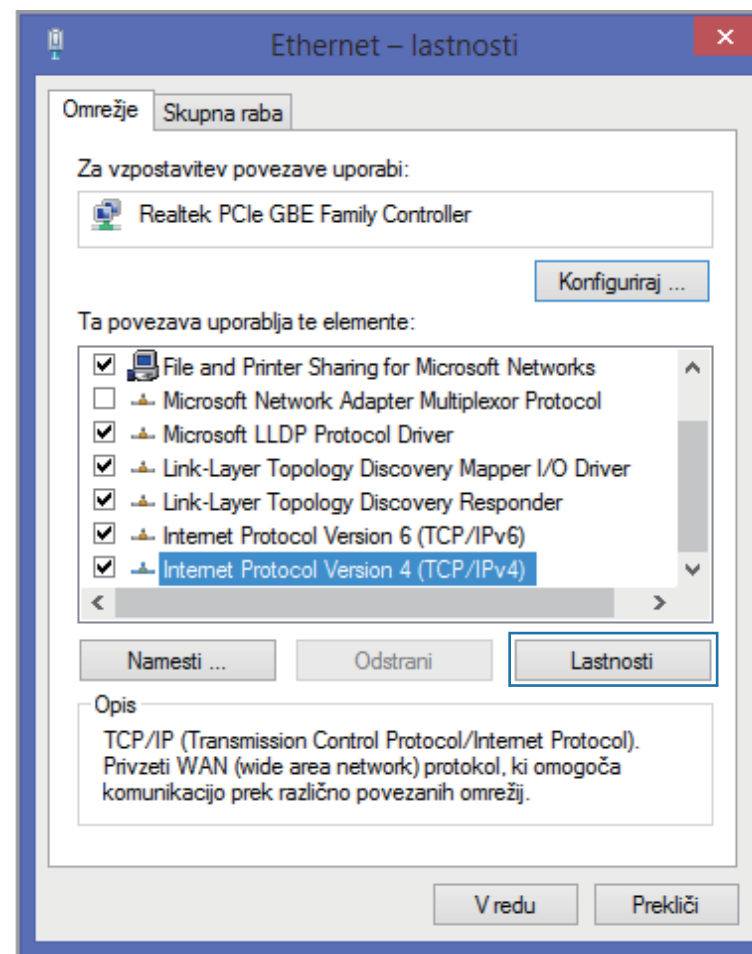 Ethernet – lastnosti
Omrežje
Skupna raba
Za vzpostavitev povezave uporabi:
Realtek PCIe GBE Family Controller
Konfiguriraj ...
Ta povezava uporablja te elemente:
File and Printer Sharing for Microsoft Networks
Microsoft Network Adapter Multiplexor Protocol
Microsoft LLDP Protocol Driver
Link-Layer Topology Discovery Mapper I/O Driver
Link-Layer Topology Discovery Responder
Internet Protocol Version 6 (TCP/IPv6)
Internet Protocol Version 4 (TCP/IPv4)
Namesti ...
Odstrani
Lastnosti
Opis
TCP/IP (Transmission Control Protocol/Internet Protocol).
Privzeti WAN (wide area network) protokol, ki omogoča
komunikacijo prek različno povezanih omrežij.
V redu
Prekliči